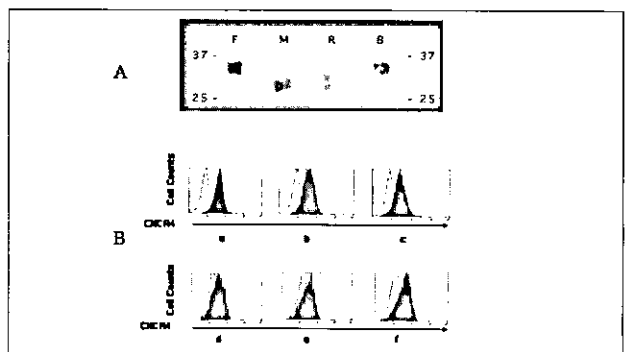 F M R B
37 - - 37
A
25 - - 25
Cell Counts
CXCR4
a b c
B
Cell Counts
CXCR4
d e f